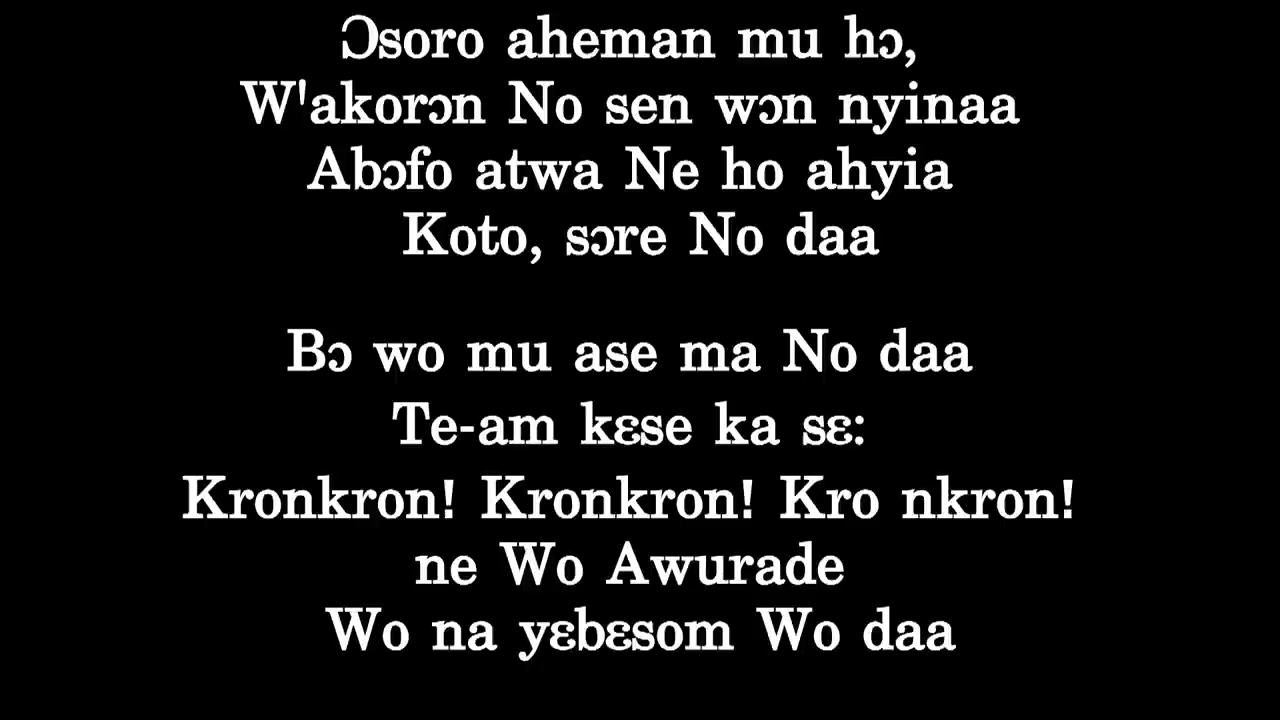 Ɔsoro aheman mu hɔ,
W'akorɔn No sen wɔn nyinaa
Abɔfo atwa Ne ho ahyia
Koto, sɔre No daa
Bɔ wo mu ase ma No daa
Te-am kɛse ka sɛ:
Kronkron! Kronkron! Kro nkron!
ne Wo Awurade
Wo na yɛbɛsom Wo daa